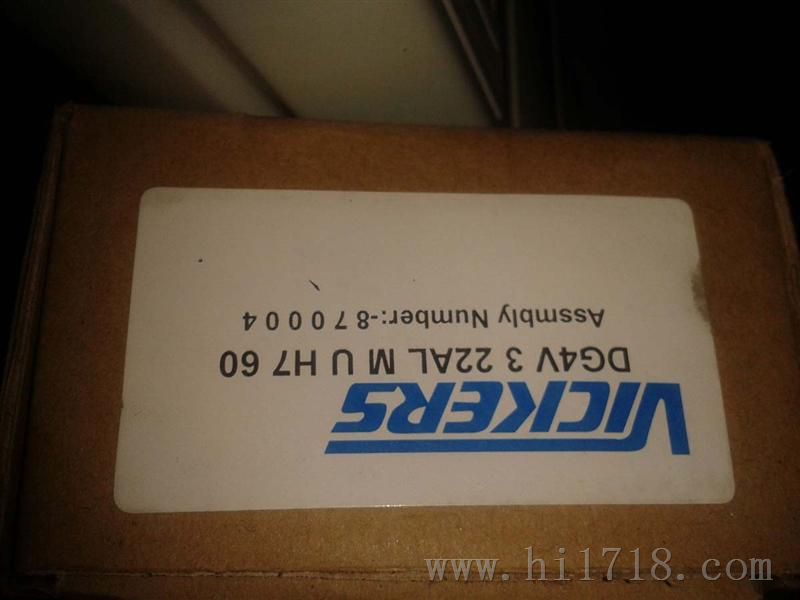 VICKERS
DG4V 3 22AL M U H7 60
Assmbly Number:-870004
www.hi1718.com